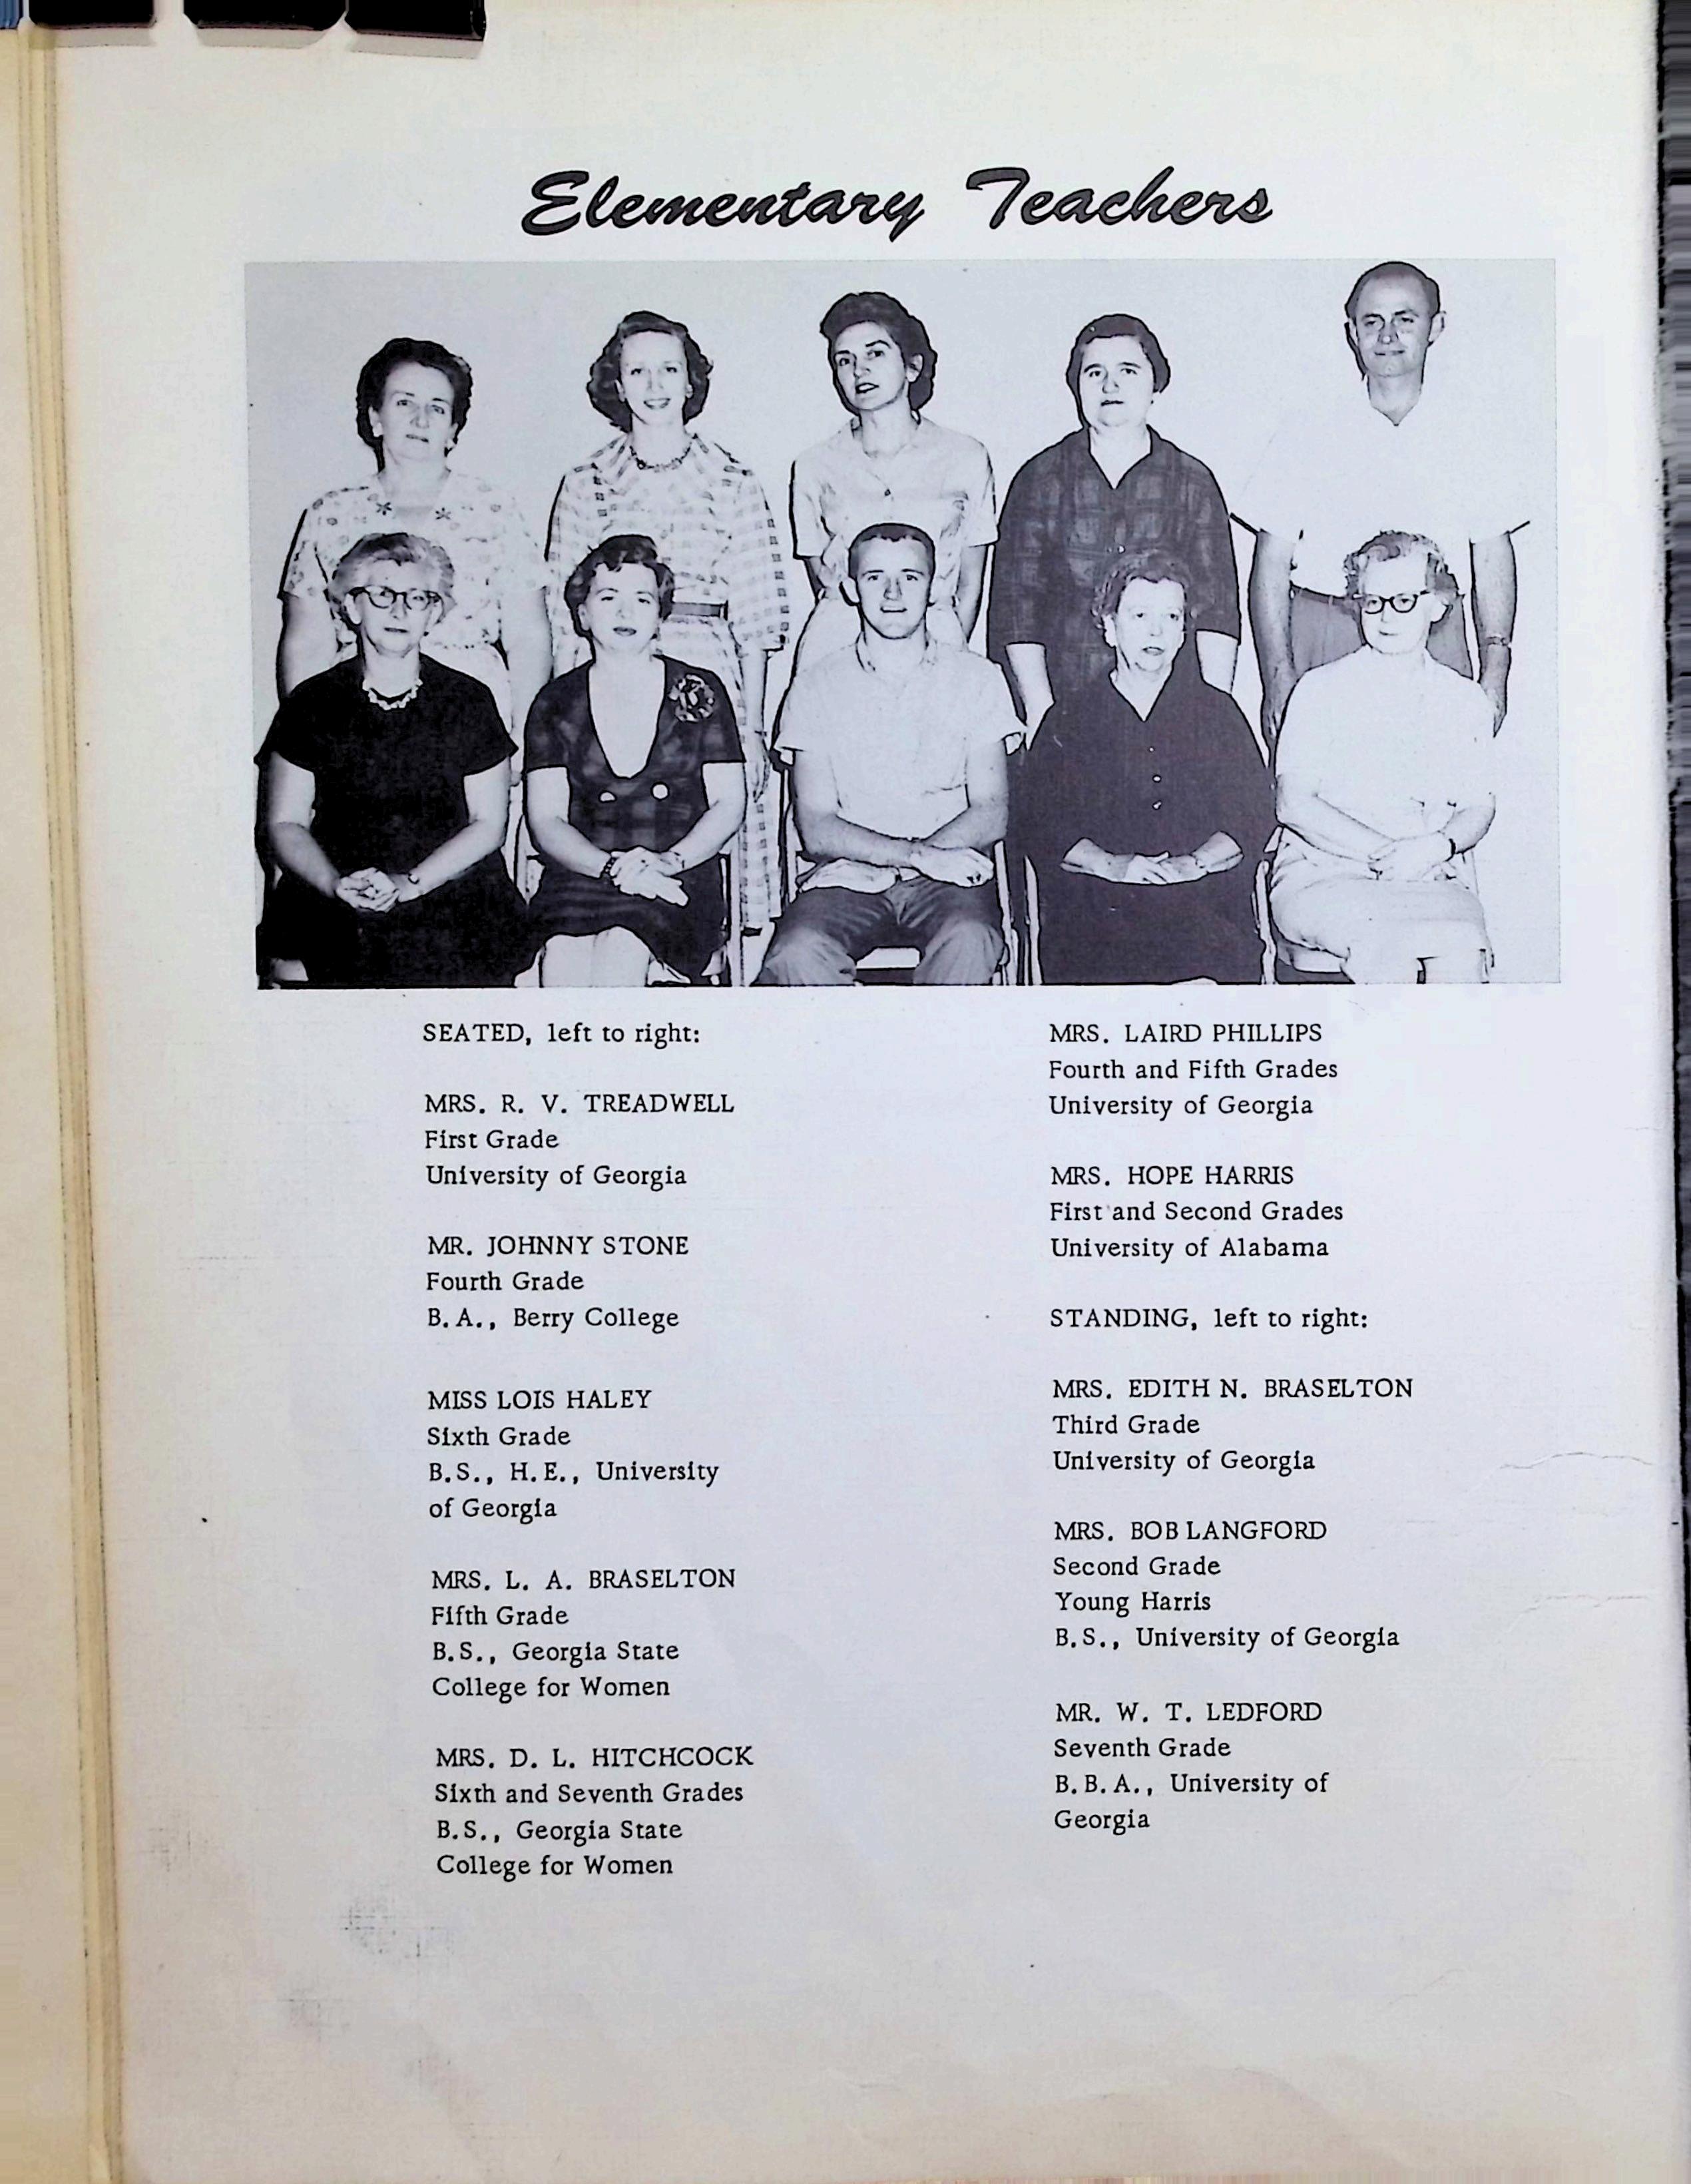 Elementary Teachers
SEATED, left to right:
MRS. R. V. TREADWELL
First Grade
University of Georgia
MR. JOHNNY STONE
Fourth Grade
B.A., Berry College
MISS LOIS HALEY
Sixth Grade
B.S., H.E., University
of Georgia
MRS. L. A. BRASELTON
Fifth Grade
B.S., Georgia State
College for Women
MRS. D. L. HITCHCOCK
Sixth and Seventh Grades
B.S., Georgia State
College for Women
MRS. LAIRD PHILLIPS
Fourth and Fifth Grades
University of Georgia
MRS. HOPE HARRIS
First and Second Grades
University of Alabama
STANDING, left to right:
MRS. EDITH N. BRASELTON
Third Grade
University of Georgia
MRS. BOB LANGFORD
Second Grade
Young Harris
B.S., University of Georgia
MR. W. T. LEDFORD
Seventh Grade
B.B.A., University of
Georgia